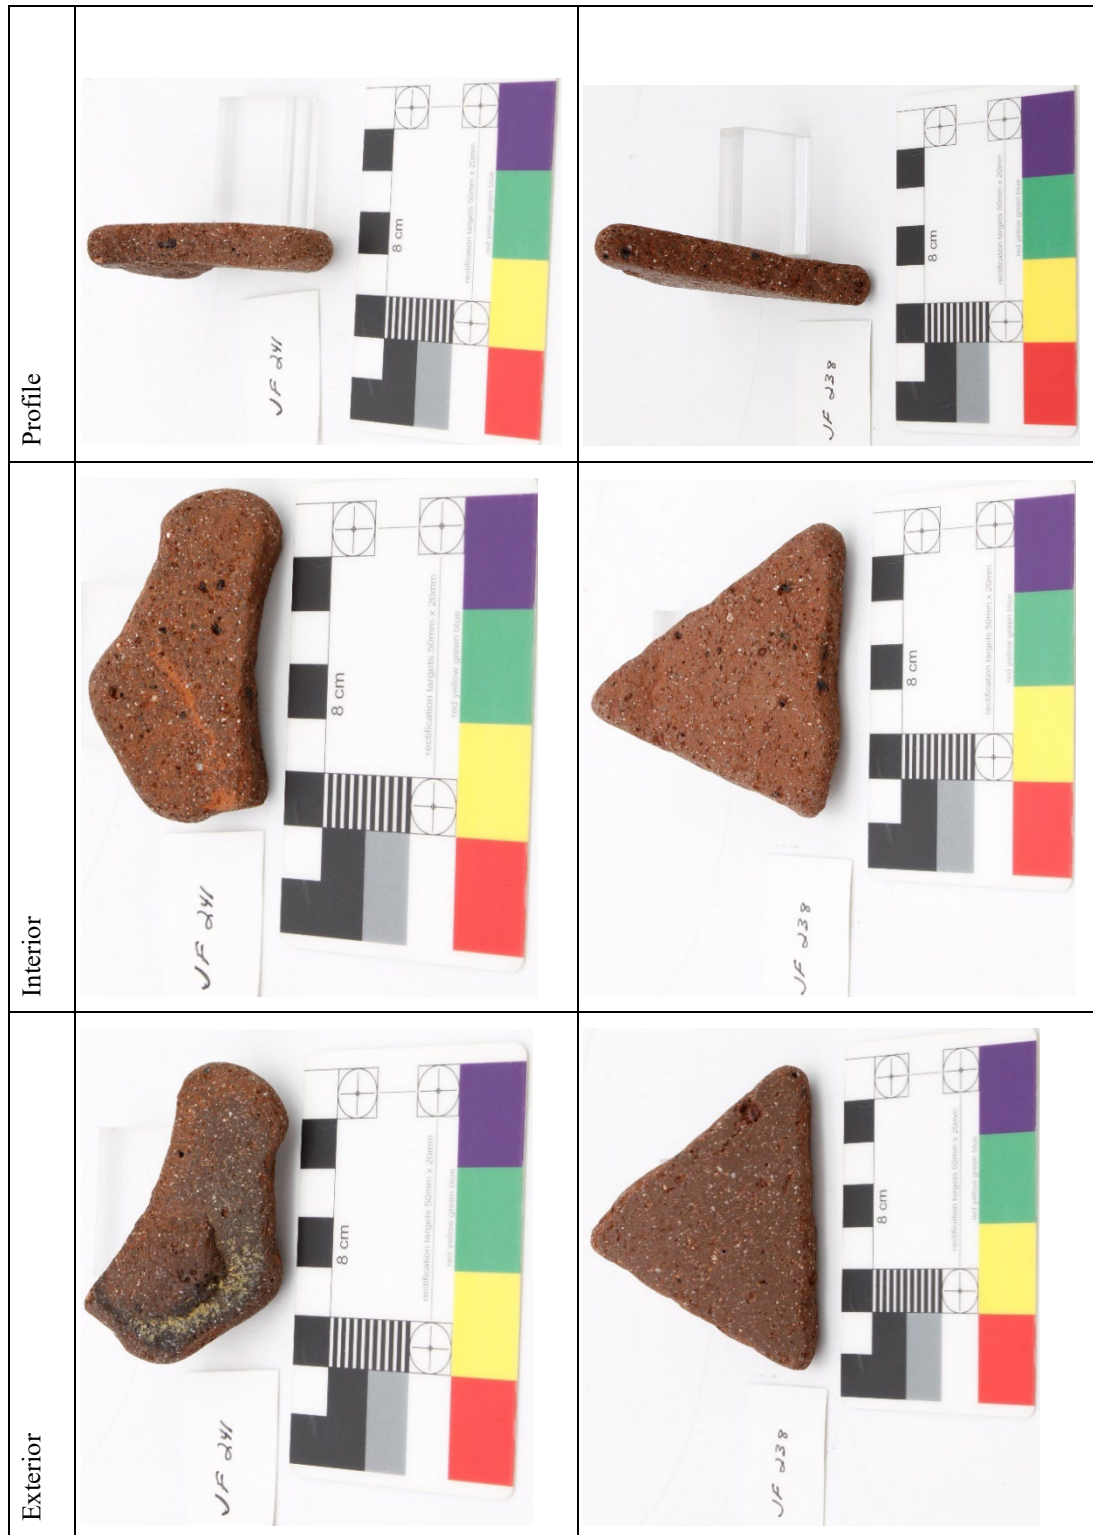 Profile
8 cm
rectification targets 50mm x 20mm
red yellow green blue
JF 241
8 cm
rectification targets 50mm x 20mm
red yellow green blue
JF 238
Interior
8 cm
rectification targets 50mm x 20mm
red yellow green blue
JF 241
8 cm
rectification targets 50mm x 20mm
red yellow green blue
JF 238
Exterior
8 cm
rectification targets 50mm x 20mm
red yellow green blue
JF 241
8 cm
rectification targets 50mm x 20mm
red yellow green blue
JF 238